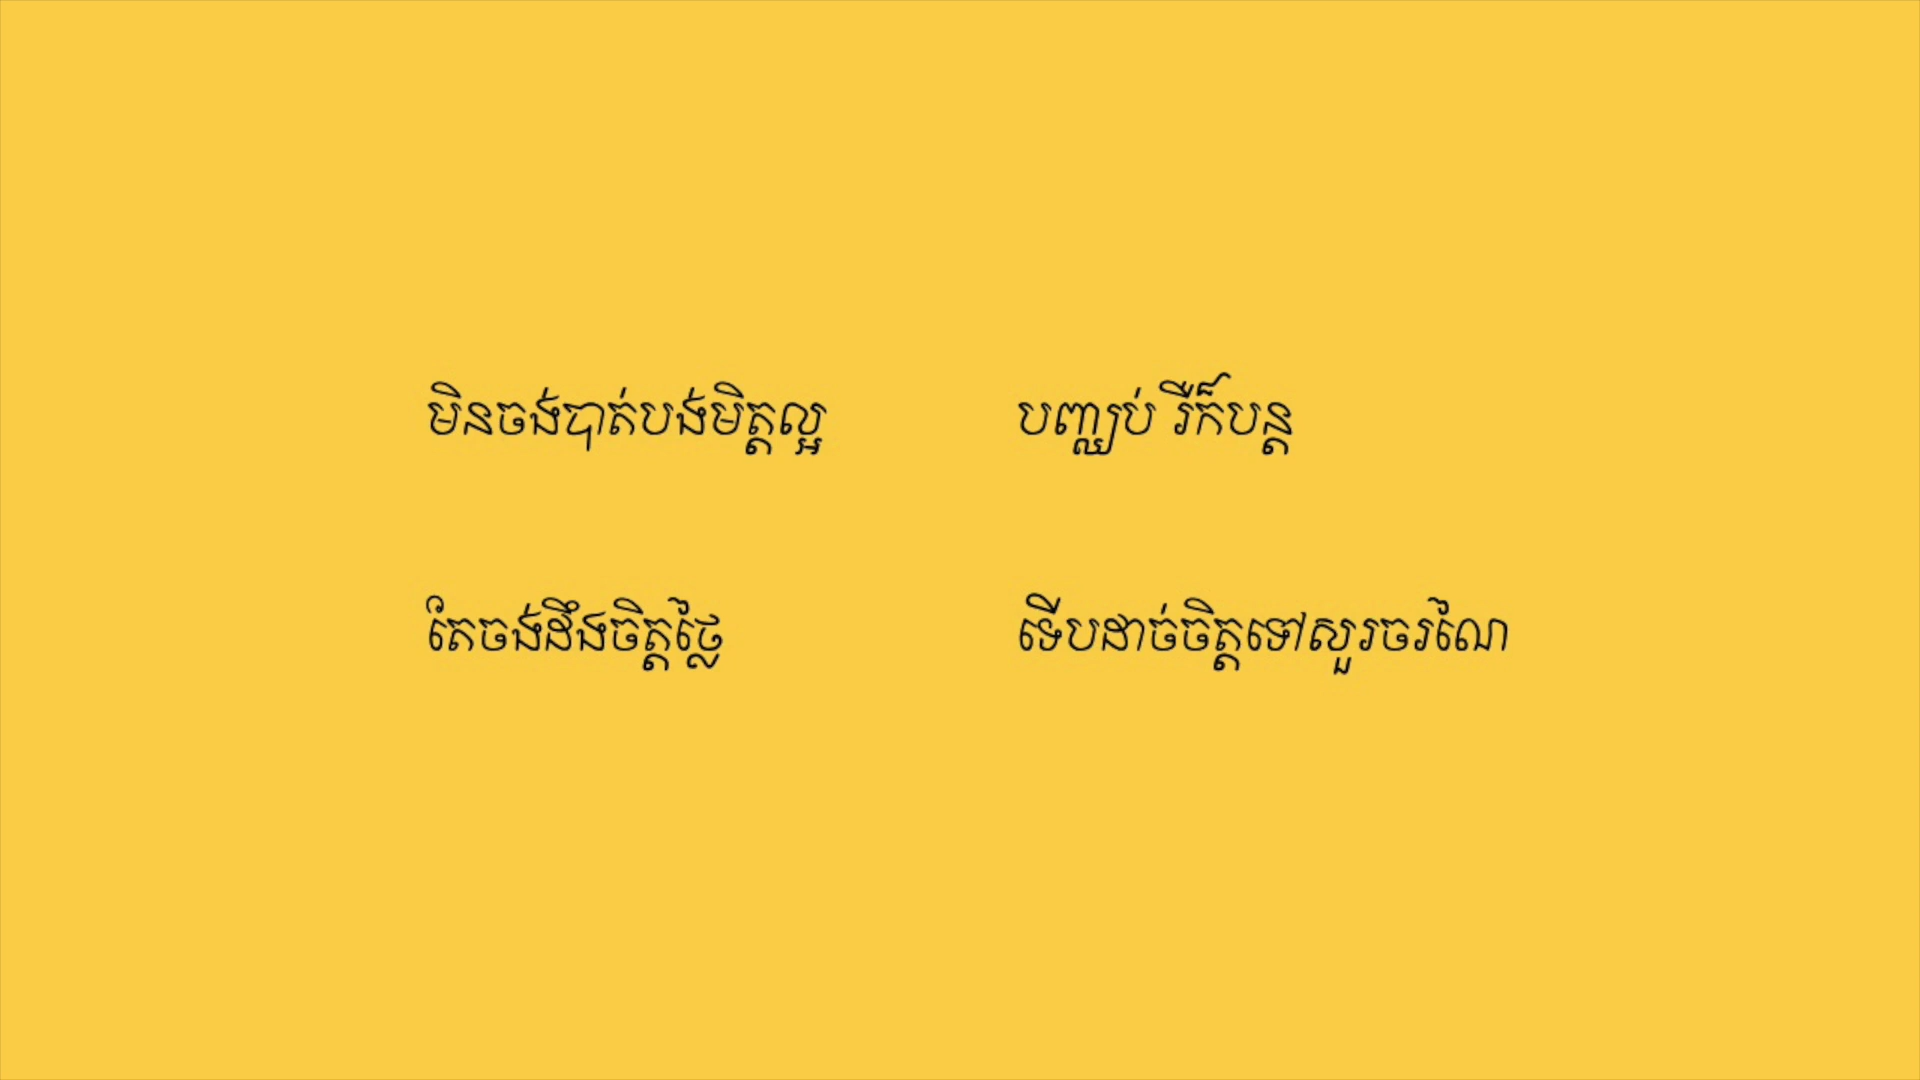 មិនចង់បាត់បង់មិត្តល្អ បញ្ឈប់ រឺក៏បន្ត
តែចង់ដឹងចិត្តថ្លៃ ទើបដាច់ចិត្តទៅសួរចរណៃ